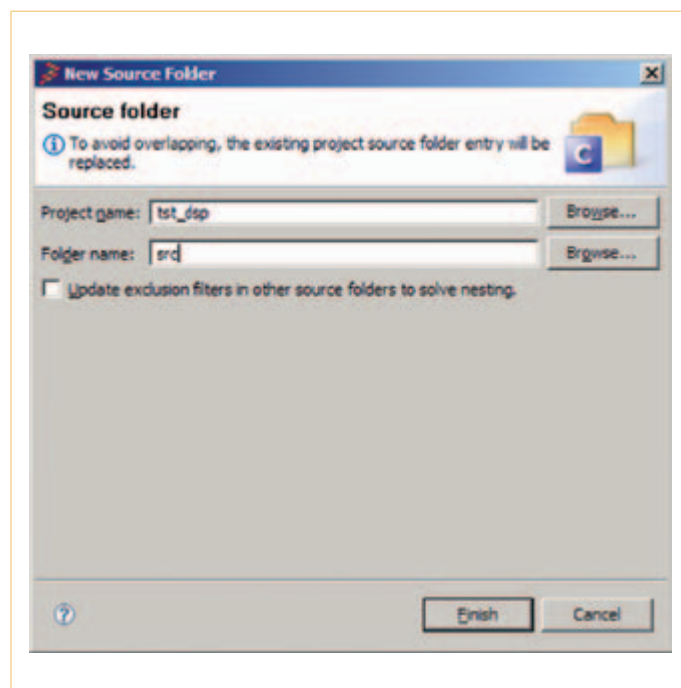 New Source Folder
Source folder
To avoid overlapping, the existing project source folder entry will be
replaced.
Project name: tst_dsp Browse...
Folder name: src Browse...
Update exclusion filters in other source folders to solve nesting.
Finish Cancel